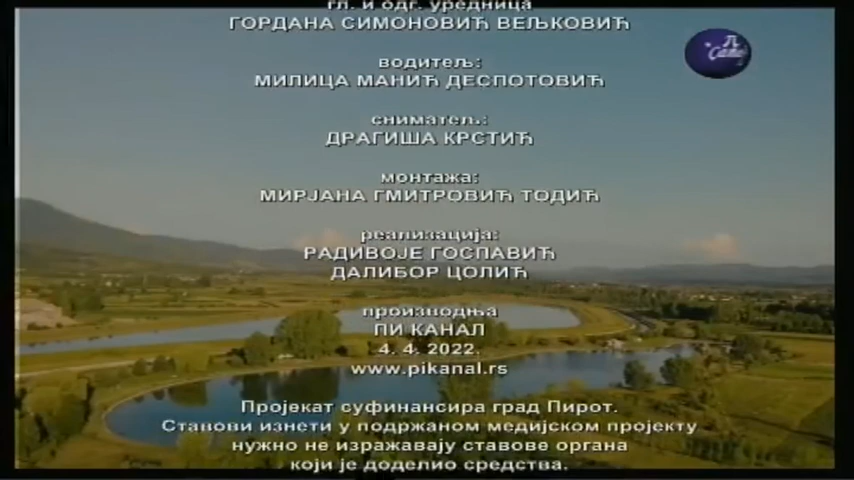 гл. и одг. уредница
ГОРДАНА СИМОНОВИЋ ВЕЉКОВИЋ
водитељ:
МИЛИЦА МАНИЋ ДЕСПОТОВИЋ
сниматељ:
ДРАГИША КРСТИЋ
монтажа:
МИРЈАНА ГМИТРОВИЋ ТОДИЋ
реализација:
РАДИВОЈЕ ГОСПАВИЋ
ДАЛИБОР ЦОЛИЋ
производња
ПИ КАНАЛ
4. 4. 2022.
www.pikanal.rs
Пројекат суфинансира град Пирот.
Ставови изнети у подржаном медијском пројекту
нужно не изражавају ставове органа
који је доделио средства.